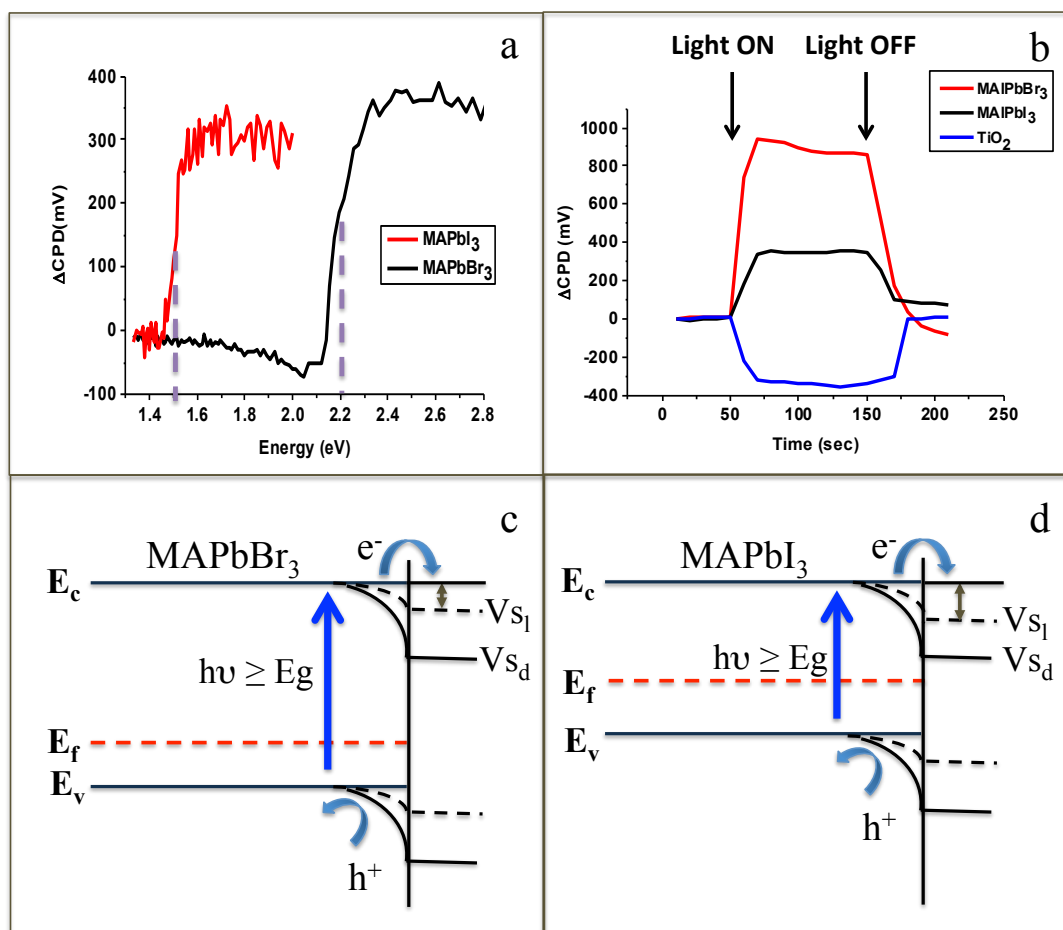 a
400
300
200
100
0
-100
ΔCPD(mV)
MAPbI3
MAPbBr3
1.4 1.6 1.8 2.0 2.2 2.4 2.6 2.8
Energy (eV)
b
Light ON Light OFF
MAIPbBr3
MAIPbI3
TiO2
1000
800
600
400
200
0
-200
-400
ΔCPD (mV)
0 50 100 150 200 250
Time (sec)
c
e-
MAPbBr3
Ec
VSl
VSd
hυ ≥ Eg
Ef
Ev
h+
d
e-
MAPbI3
Ec
VSl
VSd
hυ ≥ Eg
Ef
Ev
h+